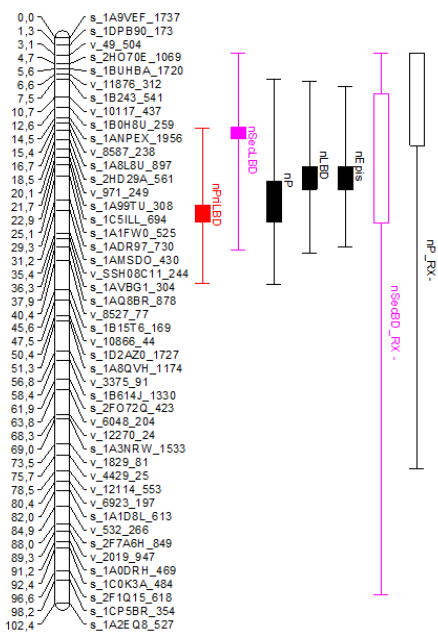 0,0 s_1A9VEF_1737
1,3 s_1DPB90_173
3,1 v_49_504
4,7 s_2HO70E_1069
5,6 s_1BUHBA_1720
6,6 v_11876_312
7,5 s_1B243_541
10,7 v_10117_437
12,6 s_1B0H8U_259
14,5 s_1ANPEX_1956
15,4 v_8587_238
16,7 s_1A8L8U_897
18,5 s_2HD29A_561
20,1 v_971_249
21,7 s_1A99TU_308
22,9 s_1C5ILL_694
25,1 s_1A1FW0_525
29,3 s_1ADR97_730
31,2 s_1AMSDO_430
35,4 v_SSH08C11_244
36,3 s_1AVBG1_304
37,9 s_1AQ8BR_878
40,4 v_8527_77
45,6 s_1B15T6_169
47,5 v_10866_44
50,4 s_1D2AZ0_1727
51,3 s_1A8QVH_1174
56,8 v_3375_91
58,4 s_1B614J_1330
61,9 s_2FO72Q_423
63,8 v_6048_204
68,3 v_12270_24
69,0 s_1A3NRW_1533
73,5 v_1829_81
75,7 v_4429_25
78,5 v_12114_553
80,4 v_6923_197
82,0 s_1A1D8L_613
84,9 v_532_266
88,0 s_2F7A6H_849
89,3 v_2019_947
91,2 s_1A0DRH_469
92,4 s_1C0K3A_484
96,6 s_2F1Q15_618
98,2 s_1CP5BR_354
102,4 s_1A2EQ8_527
nPriLBD
nSecLBD
nP
nLBD
nEpis
nSecBD_RX -
nP_RX-